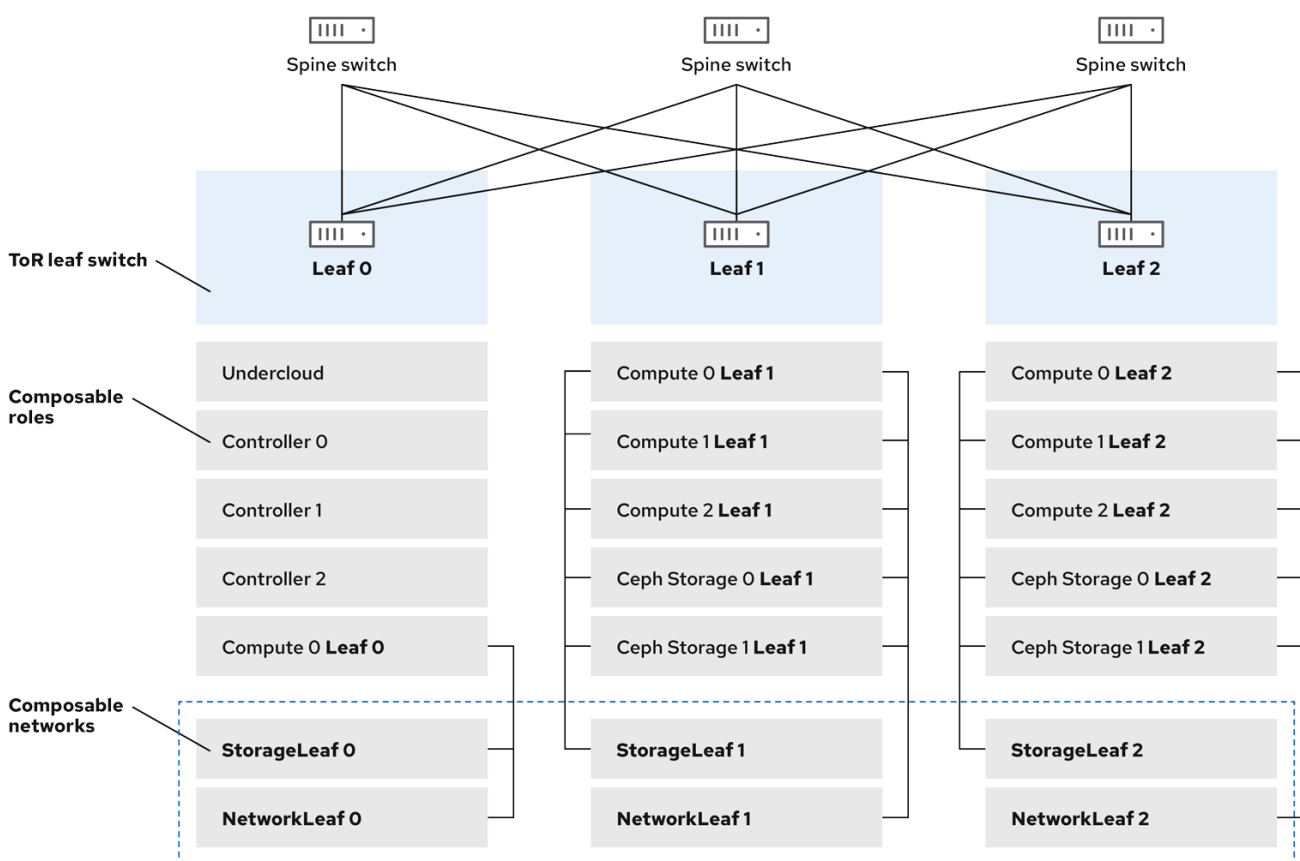 Spine switch
Spine switch
Spine switch
ToR leaf switch
Leaf 0
Leaf 1
Leaf 2
Composable
roles
Undercloud
Controller 0
Controller 1
Controller 2
Compute 0 Leaf 0
Compute 0 Leaf 1
Compute 1 Leaf 1
Compute 2 Leaf 1
Ceph Storage 0 Leaf 1
Ceph Storage 1 Leaf 1
Compute 0 Leaf 2
Compute 1 Leaf 2
Compute 2 Leaf 2
Ceph Storage 0 Leaf 2
Ceph Storage 1 Leaf 2
Composable
networks
StorageLeaf 0
StorageLeaf 1
StorageLeaf 2
NetworkLeaf 0
NetworkLeaf 1
NetworkLeaf 2